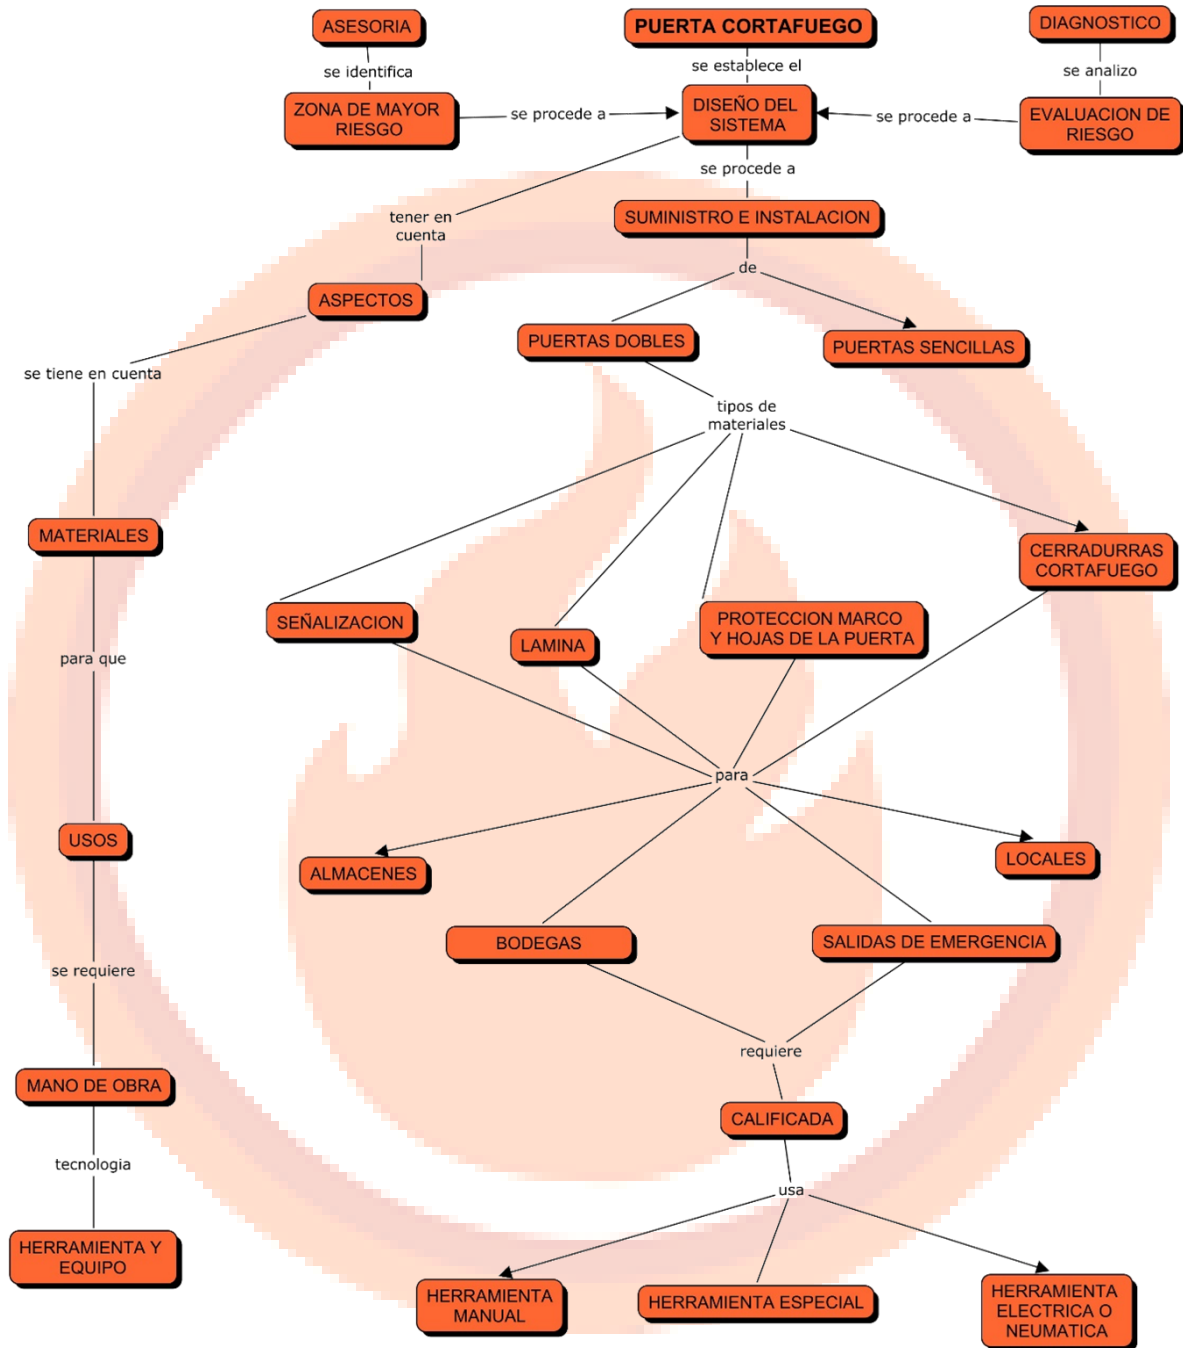 ASESORIA
PUERTA CORTAFUEGO
DIAGNOSTICO
se identifica
se establece el
se analizo
ZONA DE MAYOR
RIESGO
se procede a
DISEÑO DEL
SISTEMA
se procede a
EVALUACION DE
RIESGO
se procede a
tener en
cuenta
SUMINISTRO E INSTALACION
de
ASPECTOS
PUERTAS DOBLES
PUERTAS SENCILLAS
se tiene en cuenta
tipos de
materiales
MATERIALES
CERRADURRAS
CORTAFUEGO
SEÑALIZACION
LAMINA
PROTECCION MARCO
Y HOJAS DE LA PUERTA
para que
para
USOS
ALMACENES
LOCALES
BODEGAS
SALIDAS DE EMERGENCIA
se requiere
requiere
MANO DE OBRA
CALIFICADA
tecnologia
usa
HERRAMIENTA Y
EQUIPO
HERRAMIENTA
MANUAL
HERRAMIENTA ESPECIAL
HERRAMIENTA
ELECTRICA O
NEUMATICA